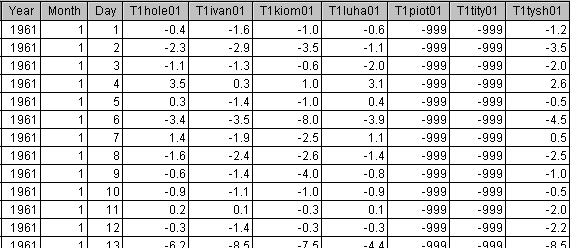 Year Month Day T1hole01 T1ivan01 T1kiom01 T1luha01 T1piot01 T1tity01 T1tysh01
1961 1 1 -0.4 -1.6 -1.0 -0.6 -999 -999 -1.2
1961 1 2 -2.3 -2.9 -3.5 -1.1 -999 -999 -3.5
1961 1 3 -1.1 -1.3 -0.6 -2.0 -999 -999 -2.0
1961 1 4 3.5 0.3 1.0 3.1 -999 -999 2.6
1961 1 5 0.3 -1.4 -1.0 0.4 -999 -999 -0.5
1961 1 6 -3.4 -3.5 -8.0 -3.9 -999 -999 -4.5
1961 1 7 1.4 -1.9 -2.5 1.1 -999 -999 0.5
1961 1 8 -1.6 -2.4 -2.6 -1.4 -999 -999 -2.5
1961 1 9 -0.6 -1.4 -4.0 -0.8 -999 -999 -1.0
1961 1 10 -0.9 -1.1 -1.0 -0.9 -999 -999 -0.5
1961 1 11 0.2 0.1 -0.3 0.1 -999 -999 -2.0
1961 1 12 -0.3 -1.4 -0.3 -0.3 -999 -999 -2.2
1961 1 13 -6.2 -8.5 -7.5 -4.4 -999 -999 -8.5